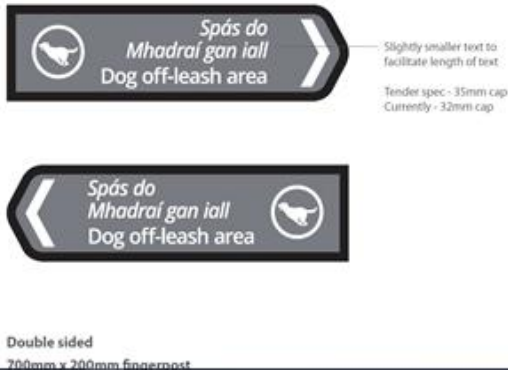 Spás do
Mhadraí gan iall
Dog off-leash area
Slightly smaller text to
facilitate length of text
Tender spec - 35mm cap
Currently - 32mm cap
Spás do
Mhadraí gan iall
Dog off-leash area
Double sided
700mm x 200mm fingerpost